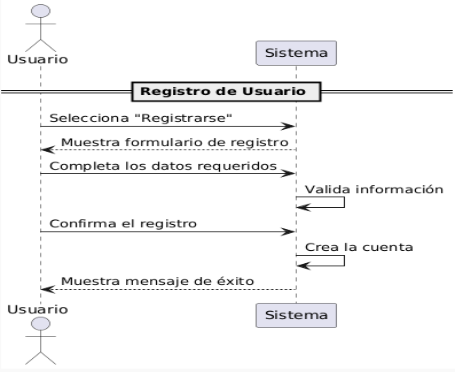 Usuario
Sistema
Registro de Usuario
Selecciona "Registrarse"
Muestra formulario de registro
Completa los datos requeridos
Valida información
Confirma el registro
Crea la cuenta
Muestra mensaje de éxito
Usuario
Sistema